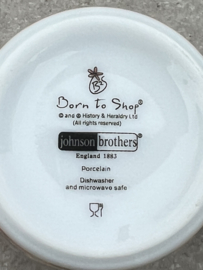 Born to Shop®
© and ® History & Heraldry Ltd
(All rights reserved)
johnson brothers®
England 1883
Porcelain
Dishwasher
and microwave safe